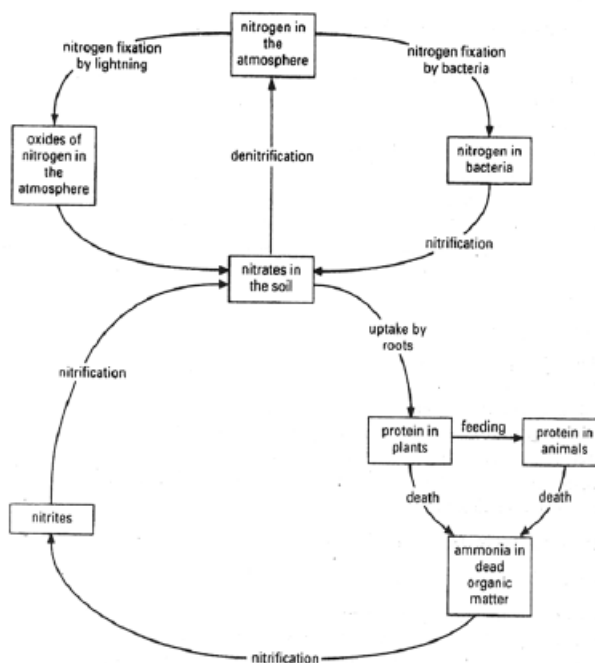 nitrogen in
the
atmosphere
nitrogen fixation
by lightning
nitrogen fixation
by bacteria
oxides of
nitrogen in
the
atmosphere
denitrification
nitrogen in
bacteria
nitrification
nitrates in
the soil
uptake by
roots
nitrification
protein in
plants
feeding
protein in
animals
death
death
nitrites
ammonia in
dead
organic
matter
nitrification